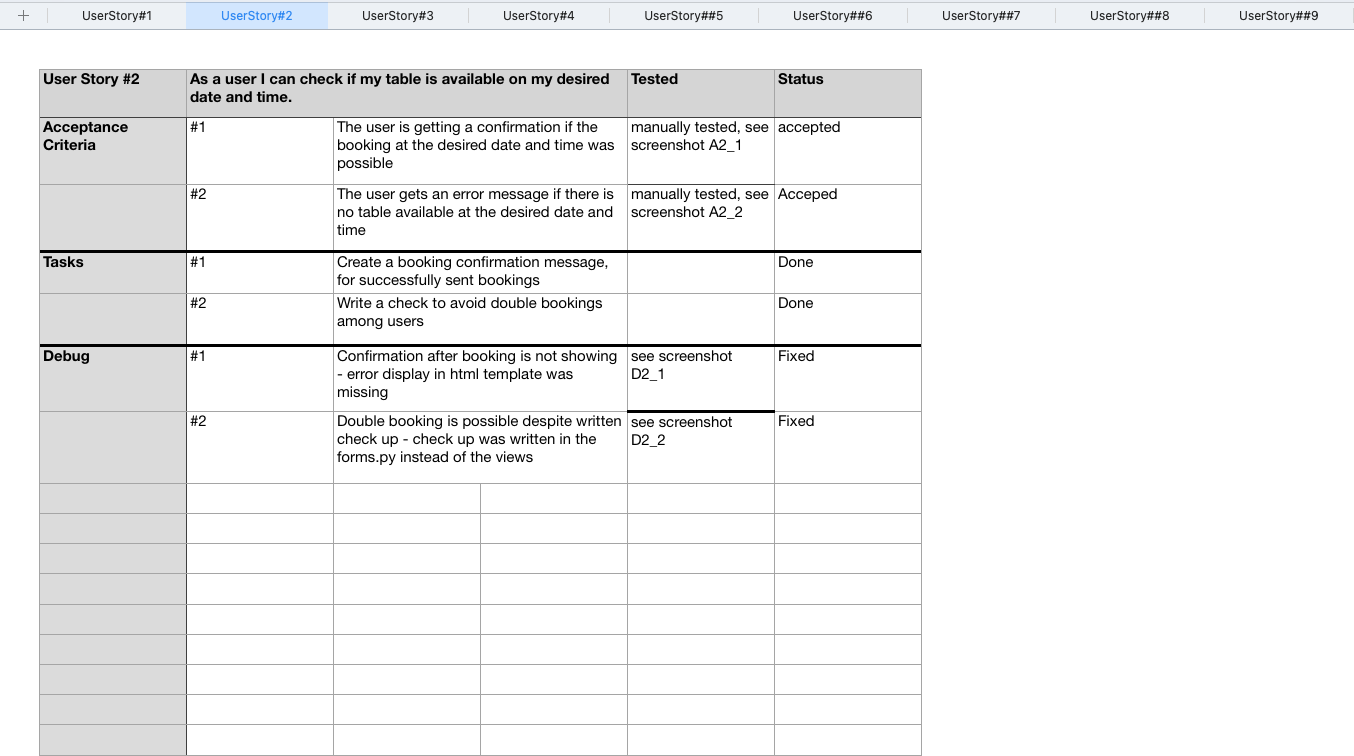 UserStory#1 UserStory#2 UserStory#3 UserStory#4 UserStory##5 UserStory##6 UserStory##7 UserStory##8 UserStory##9
User Story #2
As a user I can check if my table is available on my desired
date and time.
Tested
Status
Acceptance
Criteria
#1
The user is getting a confirmation if the
booking at the desired date and time was
possible
manually tested, see
screenshot A2_1
accepted
#2
The user gets an error message if there is
no table available at the desired date and
time
manually tested, see
screenshot A2_2
Acceped
Tasks
#1
Create a booking confirmation message,
for successfully sent bookings
Done
#2
Write a check to avoid double bookings
among users
Done
Debug
#1
Confirmation after booking is not showing
- error display in html template was
missing
see screenshot
D2_1
Fixed
#2
Double booking is possible despite written
check up - check up was written in the
forms.py instead of the views
see screenshot
D2_2
Fixed